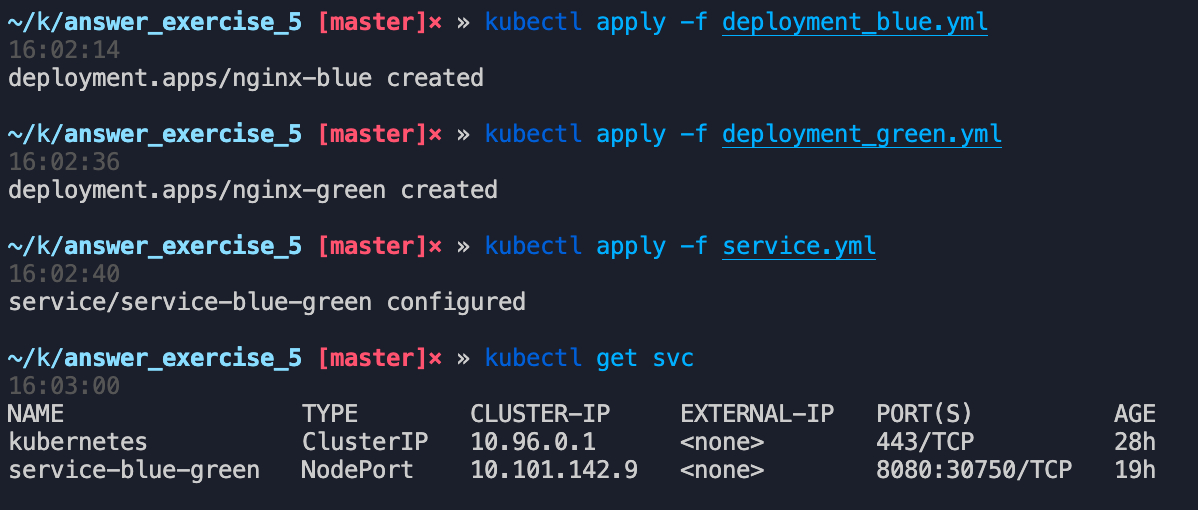 ~/k/answer_exercise_5 [master]× » kubectl apply -f deployment_blue.yml
16:02:14
deployment.apps/nginx-blue created
~/k/answer_exercise_5 [master]× » kubectl apply -f deployment_green.yml
16:02:36
deployment.apps/nginx-green created
~/k/answer_exercise_5 [master]× » kubectl apply -f service.yml
16:02:40
service/service-blue-green configured
~/k/answer_exercise_5 [master]× » kubectl get svc
16:03:00
NAME                 TYPE        CLUSTER-IP     EXTERNAL-IP   PORT(S)          AGE
kubernetes           ClusterIP   10.96.0.1      <none>        443/TCP          28h
service-blue-green   NodePort    10.101.142.9   <none>        8080:30750/TCP   19h